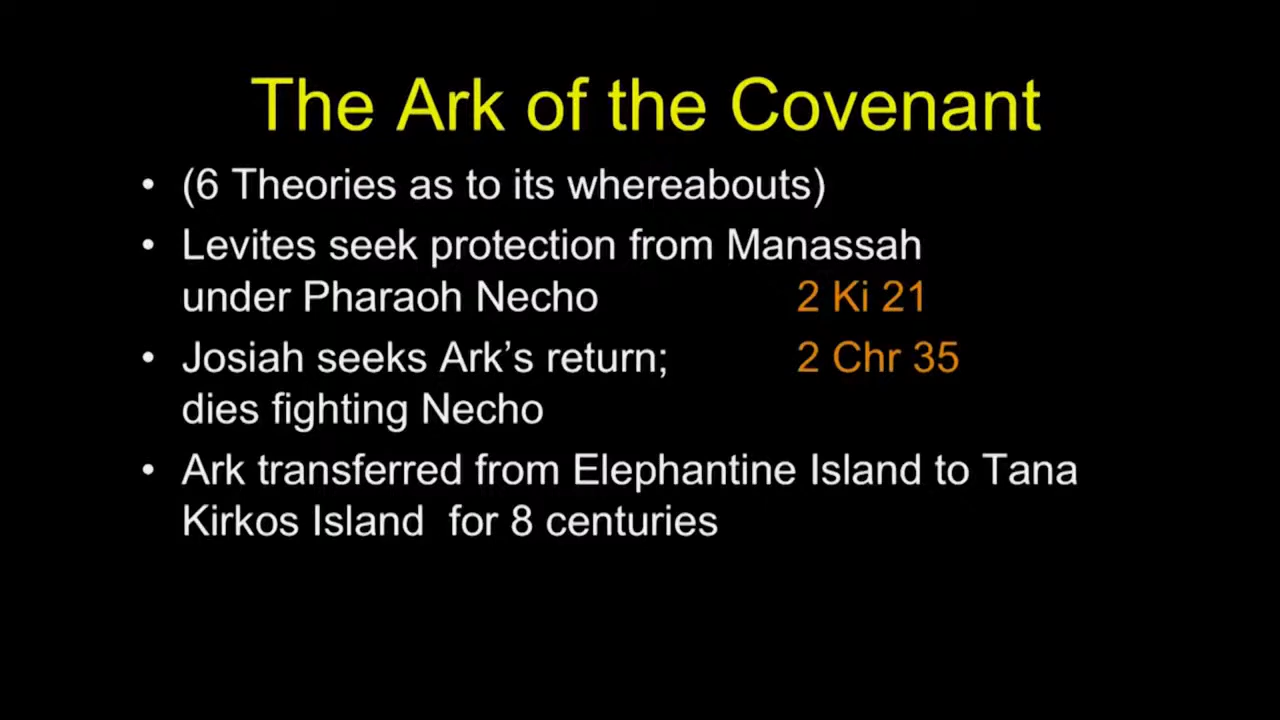 The Ark of the Covenant
• (6 Theories as to its whereabouts)
• Levites seek protection from Manassah
under Pharaoh Necho 2 Ki 21
• Josiah seeks Ark’s return; 2 Chr 35
dies fighting Necho
• Ark transferred from Elephantine Island to Tana
Kirkos Island for 8 centuries